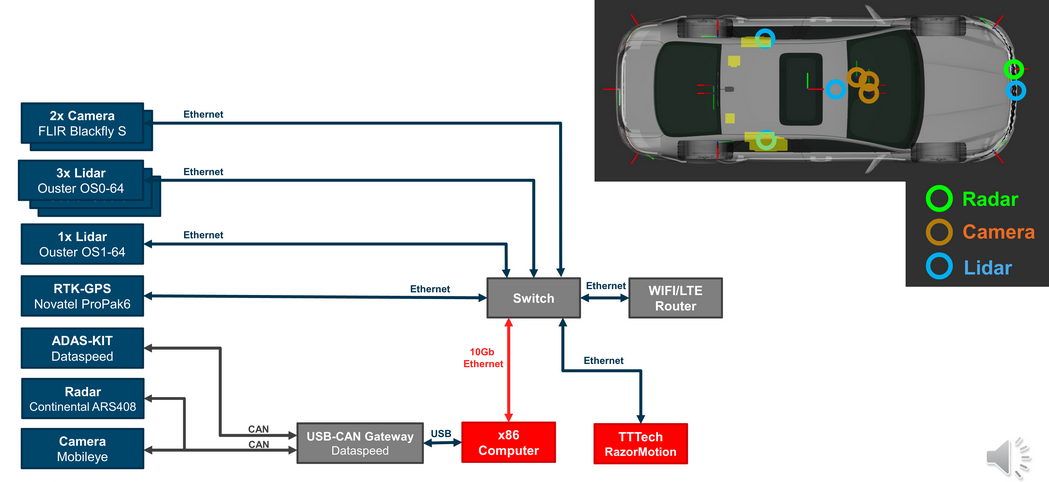 2x Camera
FLIR Blackfly S
Ethernet
3x Lidar
Ouster OS0-64
Ethernet
1x Lidar
Ouster OS1-64
Ethernet
RTK-GPS
Novatel ProPak6
Ethernet
Switch
Ethernet
WIFI/LTE
Router
ADAS-KIT
Dataspeed
10Gb
Ethernet
Ethernet
Radar
Continental ARS408
Camera
Mobileye
CAN
CAN
USB-CAN Gateway
Dataspeed
USB
x86
Computer
TTTech
RazorMotion
Radar
Camera
Lidar